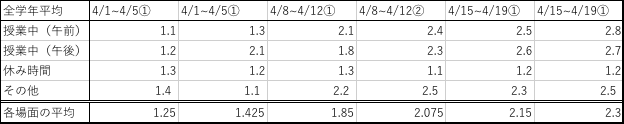 全学年平均 4/1~4/5① 4/1~4/5① 4/8~4/12① 4/8~4/12② 4/15~4/19① 4/15~4/19①
授業中（午前） 1.1 1.3 2.1 2.4 2.5 2.8
授業中（午後） 1.2 2.1 1.8 2.3 2.6 2.7
休み時間 1.3 1.2 1.3 1.1 1.2 1.2
その他 1.4 1.1 2.2 2.5 2.3 2.5
各場面の平均 1.25 1.425 1.85 2.075 2.15 2.3